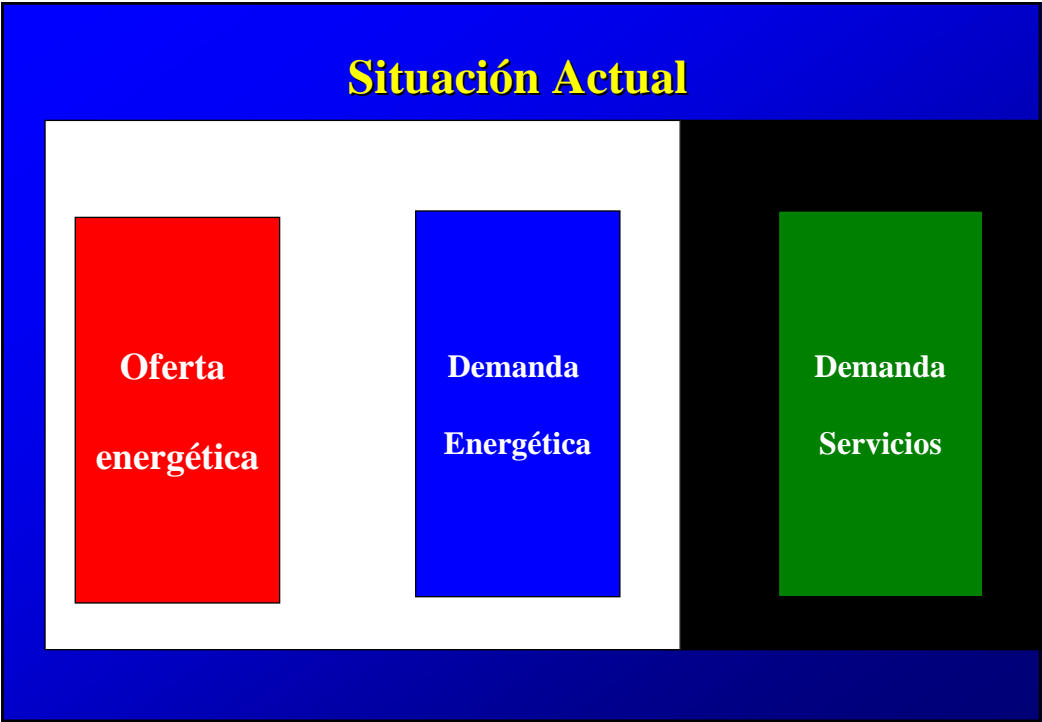 Situación Actual
Oferta
energética
Demanda
Energética
Demanda
Servicios